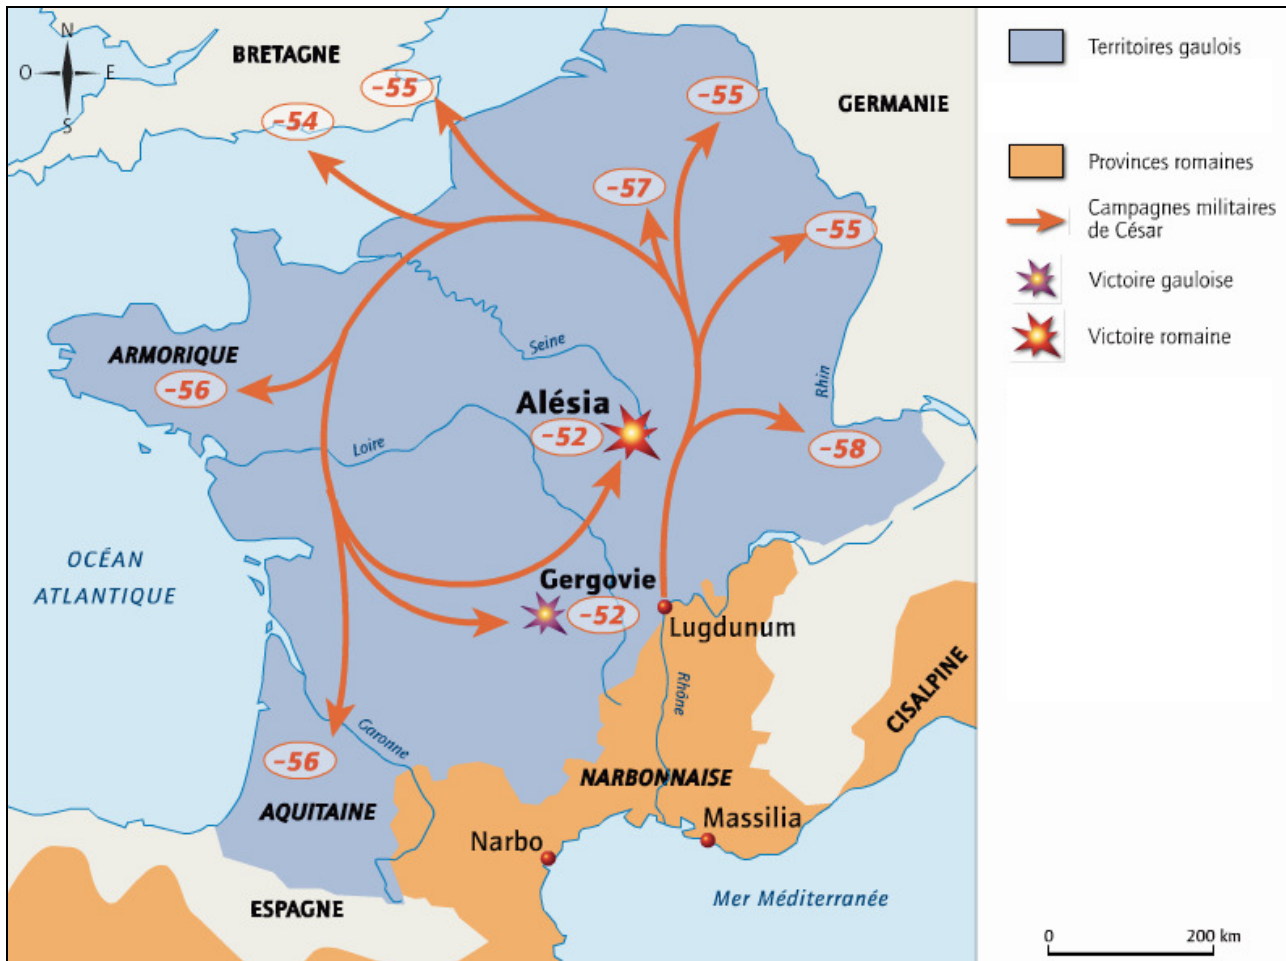 N
O
E
S
BRETAGNE
-55
-54
-55
GERMANIE
-57
-55
Seine
ARMORIQUE
-56
Rhin
Alésia
-52
Loire
-58
OCÉAN
ATLANTIQUE
Gergovie
-52
Lugdunum
Rhône
CISALPINE
Garonne
-56
NARBONNAISE
AQUITAINE
Massilia
Narbo
Mer Méditerranée
ESPAGNE
Territoires gaulois
Provinces romaines
Campagnes militaires
de César
Victoire gauloise
Victoire romaine
0 200 km